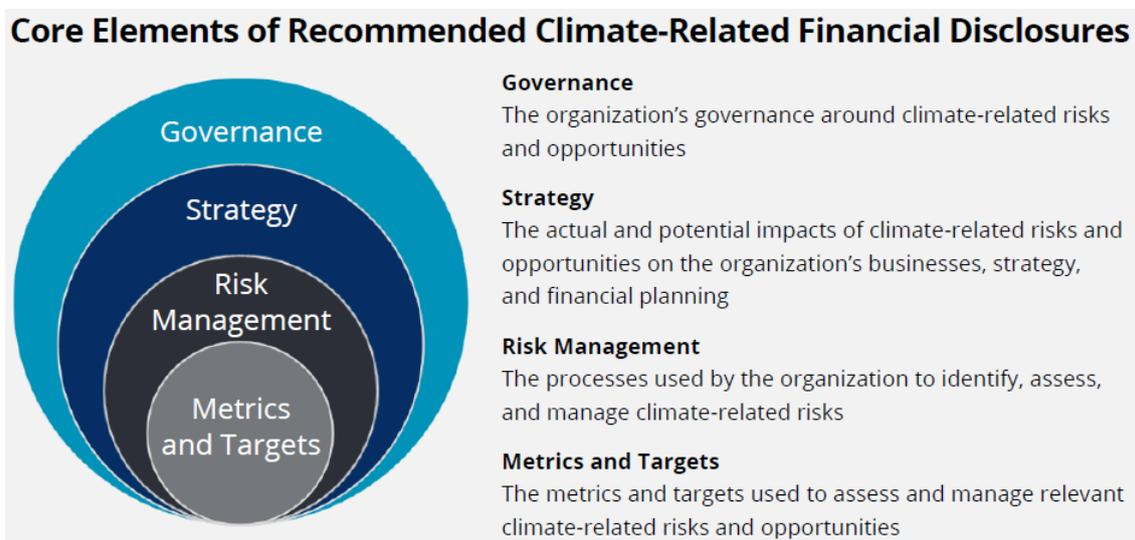 Core Elements of Recommended Climate-Related Financial Disclosures
Governance
Strategy
Risk
Management
Metrics
and Targets
Governance
The organization’s governance around climate-related risks
and opportunities
Strategy
The actual and potential impacts of climate-related risks and
opportunities on the organization’s businesses, strategy,
and financial planning
Risk Management
The processes used by the organization to identify, assess,
and manage climate-related risks
Metrics and Targets
The metrics and targets used to assess and manage relevant
climate-related risks and opportunities